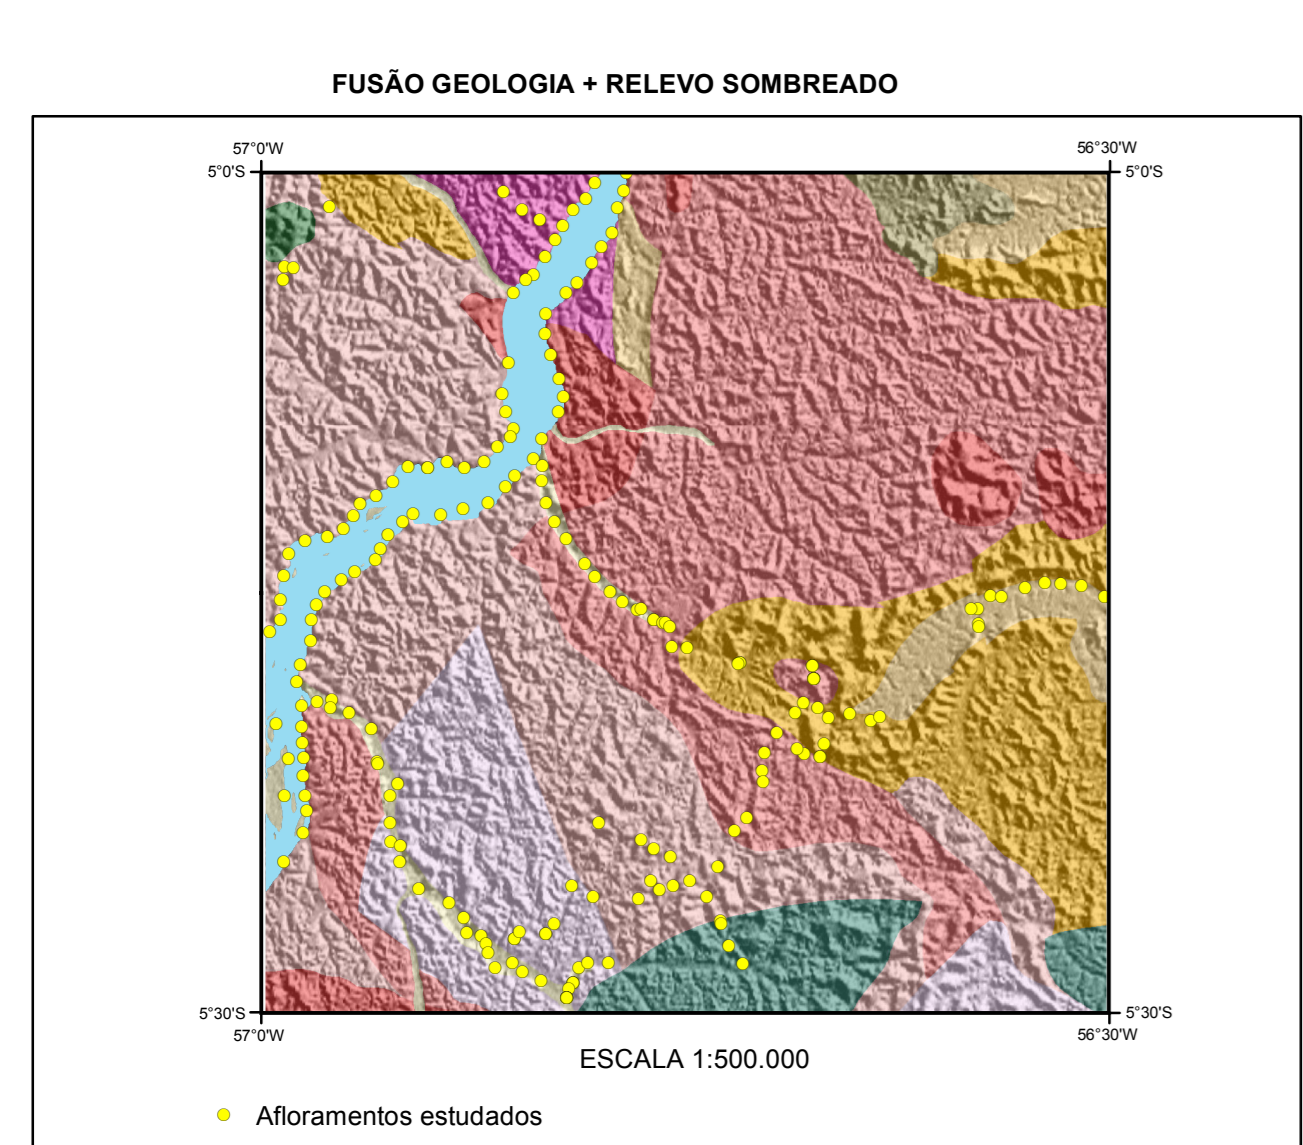 FUSÃO GEOLOGIA + RELEVO SOMBREADO
57°0'W 56°30'W
5°0'S 5°0'S
5°30'S 5°30'S
57°0'W 56°30'W
ESCALA 1:500.000
Afloramentos estudados